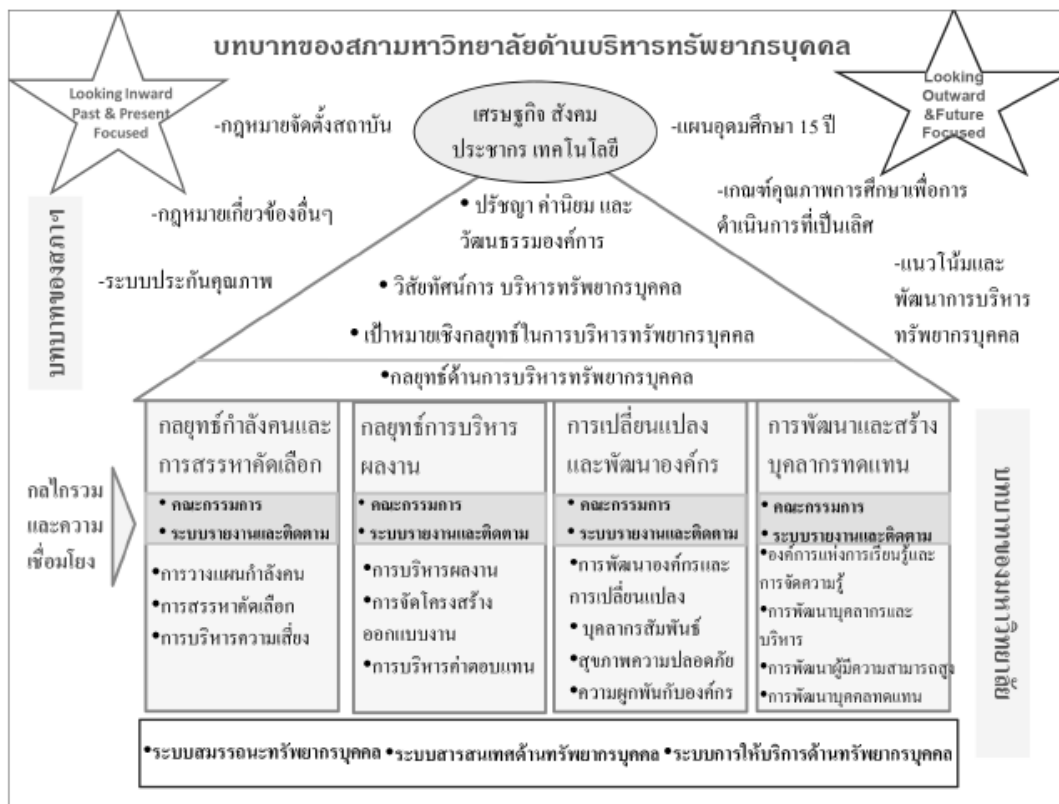 บทบาทของสภามหาวิทยาลัยด้านบริหารทรัพยากรบุคคล
Looking Inward
Past & Present
Focused
Looking
Outward
&Future
Focused
-กฎหมายจัดตั้งสถาบัน
เศรษฐกิจ สังคม
ประชากร เทคโนโลยี
-แผนอุดมศึกษา 15 ปี
-กฎหมายเกี่ยวข้องอื่นๆ
-ระบบประกันคุณภาพ
-เกณฑ์คุณภาพการศึกษาเพื่อการ
ดำเนินการที่เป็นเลิศ
-แนวโน้มและ
พัฒนาการบริหาร
ทรัพยากรบุคคล
บทบาทของสภาฯ
• ปรัชญา ค่านิยม และ
วัฒนธรรมองค์การ
• วิสัยทัศน์การ บริหารทรัพยากรบุคคล
• เป้าหมายเชิงกลยุทธ์ในการบริหารทรัพยากรบุคคล
•กลยุทธ์ด้านการบริหารทรัพยากรบุคคล
กลไกรวม
และความ
เชื่อมโยง
กลยุทธ์กำลังคนและ
การสรรหาคัดเลือก
• คณะกรรมการ
• ระบบรายงานและติดตาม
•การวางแผนกำลังคน
•การสรรหาคัดเลือก
•การบริหารความเสี่ยง
กลยุทธ์การบริหาร
ผลงาน
• คณะกรรมการ
• ระบบรายงานและติดตาม
•การบริหารผลงาน
•การจัดโครงสร้าง
ออกแบบงาน
•การบริหารค่าตอบแทน
การเปลี่ยนแปลง
และพัฒนาองค์กร
• คณะกรรมการ
• ระบบรายงานและติดตาม
•การพัฒนาองค์กรและ
การเปลี่ยนแปลง
• บุคลากรสัมพันธ์
•สุขภาพความปลอดภัย
•ความผูกพันกับองค์กร
การพัฒนาและสร้าง
บุคลากรทดแทน
• คณะกรรมการ
• ระบบรายงานและติดตาม
•องค์การแห่งการเรียนรู้และ
การจัดความรู้
•การพัฒนาบุคลากรและ
บริหาร
•การพัฒนาผู้มีความสามารถสูง
•การพัฒนาบุคคลทดแทน
บทบาทของมหาวิทยาลัย
•ระบบสมรรถนะทรัพยากรบุคคล •ระบบสารสนเทศด้านทรัพยากรบุคคล •ระบบการให้บริการด้านทรัพยากรบุคคล